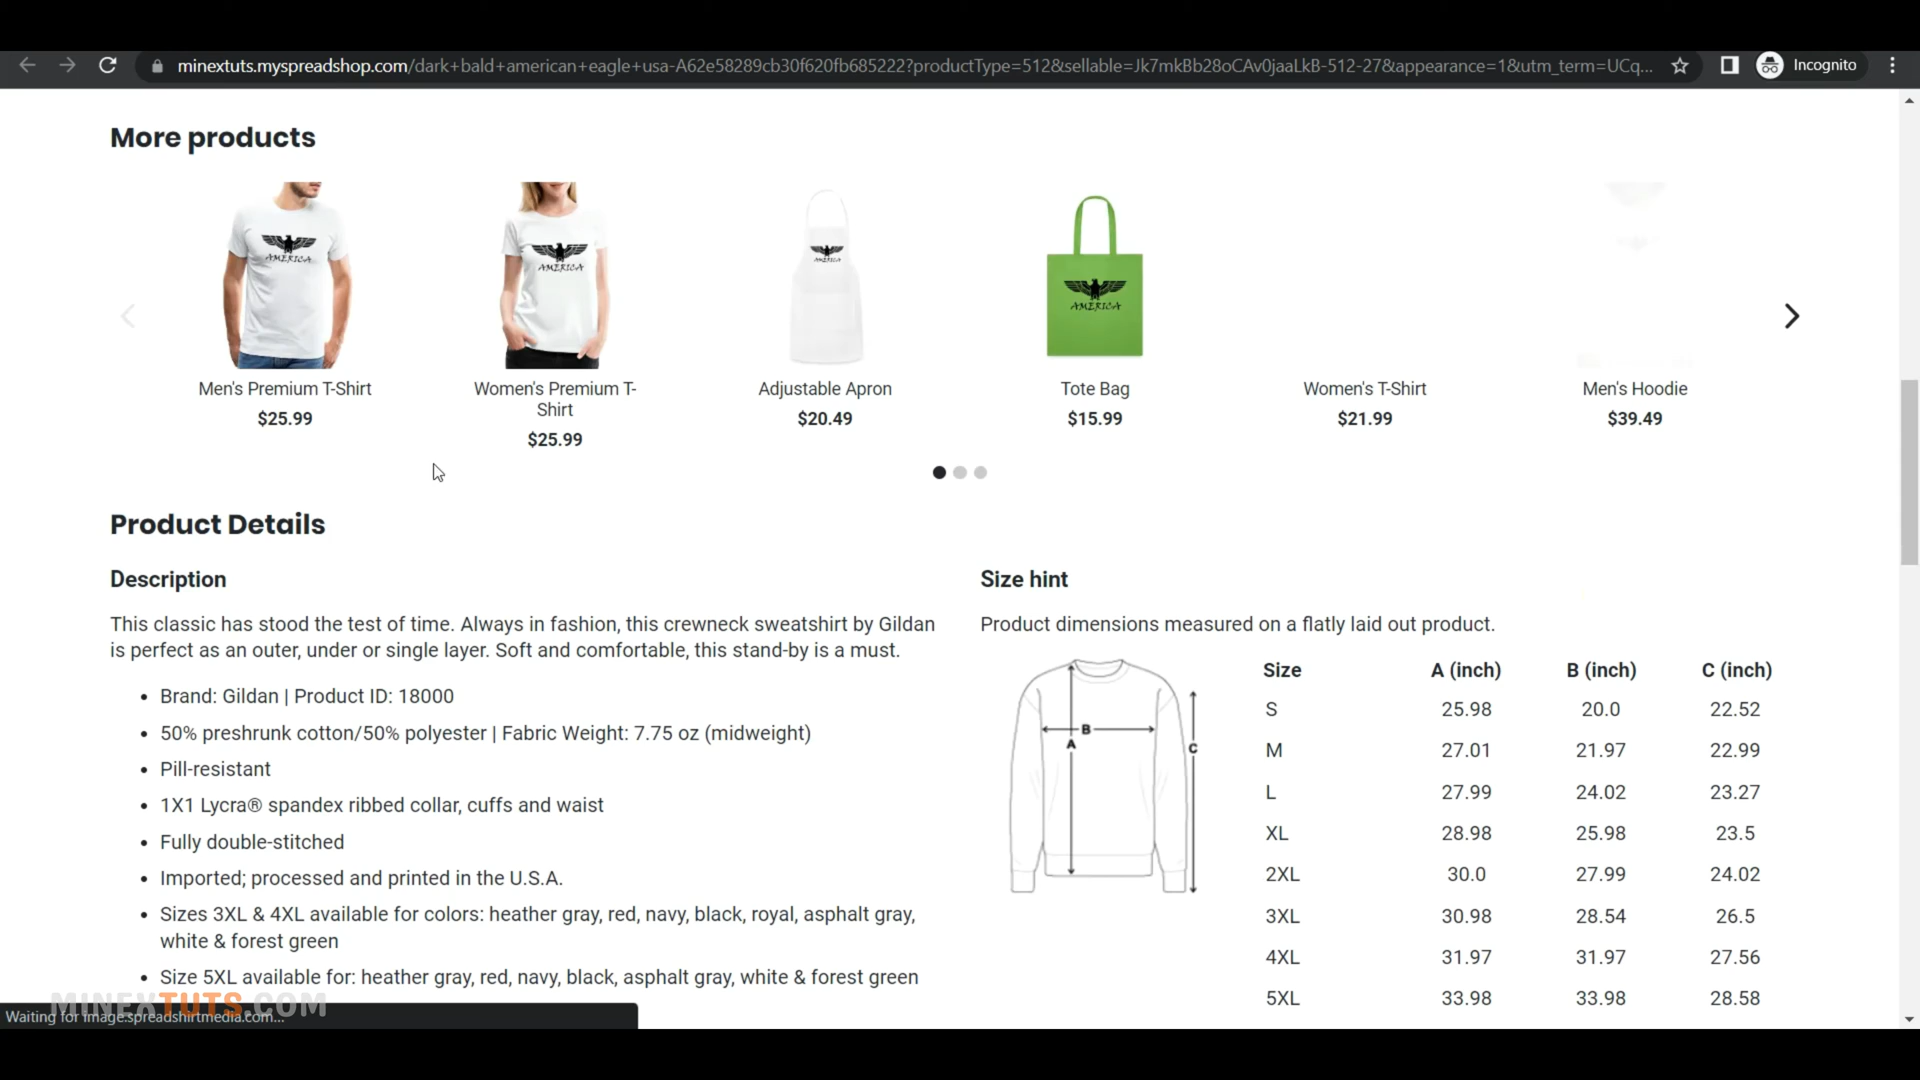 minextuts.myspreadshop.com/dark+bald+american+eagle+usa-A62e58289cb30f620fb685222?productType=512&sellable=Jk7mkBb28oCAv0jaaLkB-512-27&appearance=1&utm_term=UCq...
Incognito
More products
AMERICA
AMERICA
AMERICA
AMERICA
Men's Premium T-Shirt
$25.99
Women's Premium T-
Shirt
$25.99
Adjustable Apron
$20.49
Tote Bag
$15.99
Women's T-Shirt
$21.99
Men's Hoodie
$39.49
Product Details
Description
This classic has stood the test of time. Always in fashion, this crewneck sweatshirt by Gildan
is perfect as an outer, under or single layer. Soft and comfortable, this stand-by is a must.
• Brand: Gildan | Product ID: 18000
• 50% preshrunk cotton/50% polyester | Fabric Weight: 7.75 oz (midweight)
• Pill-resistant
• 1X1 Lycra® spandex ribbed collar, cuffs and waist
• Fully double-stitched
• Imported; processed and printed in the U.S.A.
• Sizes 3XL & 4XL available for colors: heather gray, red, navy, black, royal, asphalt gray,
white & forest green
• Size 5XL available for: heather gray, red, navy, black, asphalt gray, white & forest green
Size hint
Product dimensions measured on a flatly laid out product.
B
A
C
Size A (inch) B (inch) C (inch)
S 25.98 20.0 22.52
M 27.01 21.97 22.99
L 27.99 24.02 23.27
XL 28.98 25.98 23.5
2XL 30.0 27.99 24.02
3XL 30.98 28.54 26.5
4XL 31.97 31.97 27.56
5XL 33.98 33.98 28.58
MINEXTUTS.COM
Waiting for image.spreadshirtmedia.com...